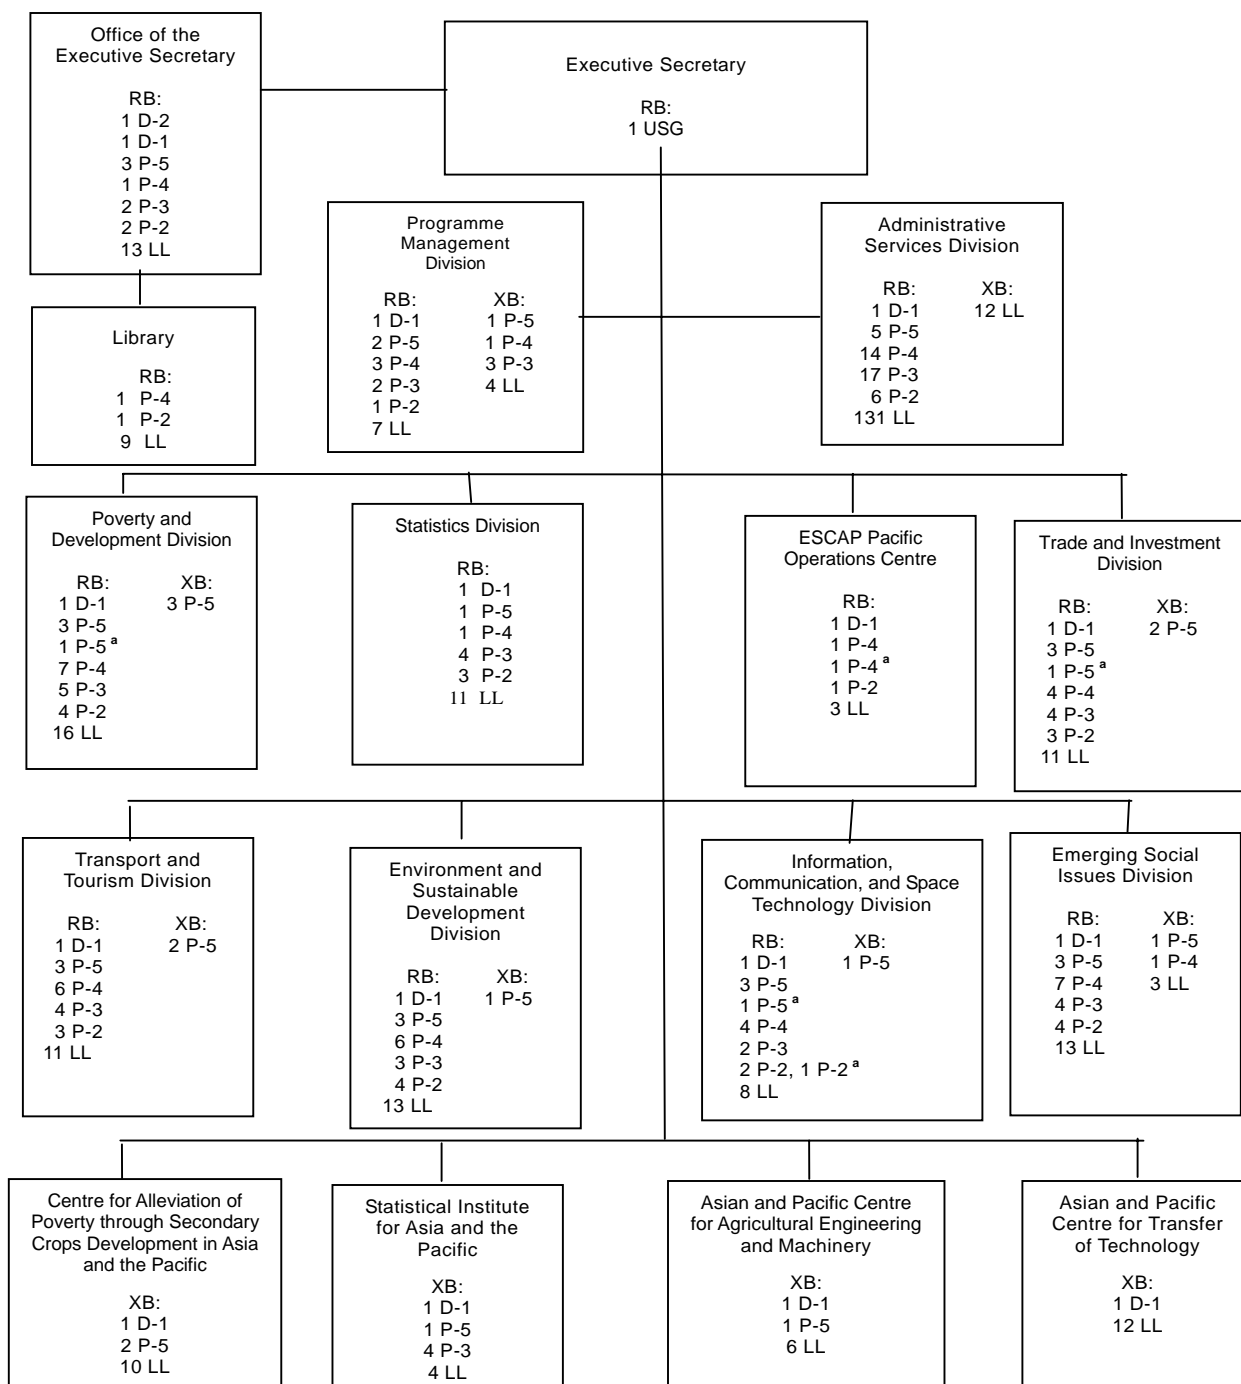 Office of the
Executive Secretary
RB:
1 D-2
1 D-1
3 P-5
1 P-4
2 P-3
2 P-2
13 LL
Executive Secretary
RB:
1 USG
Library
RB:
1 P-4
1 P-2
9 LL
Programme
Management
Division
RB:
1 D-1
2 P-5
3 P-4
2 P-3
1 P-2
7 LL
XB:
1 P-5
1 P-4
3 P-3
4 LL
Administrative
Services Division
RB:
1 D-1
5 P-5
14 P-4
17 P-3
6 P-2
131 LL
XB:
12 LL
Poverty and
Development Division
RB:
1 D-1
3 P-5
1 P-5 a
7 P-4
5 P-3
4 P-2
16 LL
XB:
3 P-5
Statistics Division
RB:
1 D-1
1 P-5
1 P-4
4 P-3
3 P-2
11 LL
ESCAP Pacific
Operations Centre
RB:
1 D-1
1 P-4
1 P-4 a
1 P-2
3 LL
Trade and Investment
Division
RB:
1 D-1
3 P-5
1 P-5 a
4 P-4
4 P-3
3 P-2
11 LL
XB:
2 P-5
Transport and
Tourism Division
RB:
1 D-1
3 P-5
6 P-4
4 P-3
3 P-2
11 LL
XB:
2 P-5
Environment and
Sustainable
Development
Division
RB:
1 D-1
3 P-5
6 P-4
3 P-3
4 P-2
13 LL
XB:
1 P-5
Information,
Communication, and Space
Technology Division
RB:
1 D-1
3 P-5
1 P-5 a
4 P-4
2 P-3
2 P-2, 1 P-2 a
8 LL
XB:
1 P-5
Emerging Social
Issues Division
RB:
1 D-1
3 P-5
7 P-4
4 P-3
4 P-2
13 LL
XB:
1 P-5
1 P-4
3 LL
Centre for Alleviation of
Poverty through Secondary
Crops Development in Asia
and the Pacific
XB:
1 D-1
2 P-5
10 LL
Statistical Institute
for Asia and the
Pacific
XB:
1 D-1
1 P-5
4 P-3
4 LL
Asian and Pacific Centre
for Agricultural Engineering
and Machinery
XB:
1 D-1
1 P-5
6 LL
Asian and Pacific
Centre for Transfer
of Technology
XB:
1 D-1
12 LL